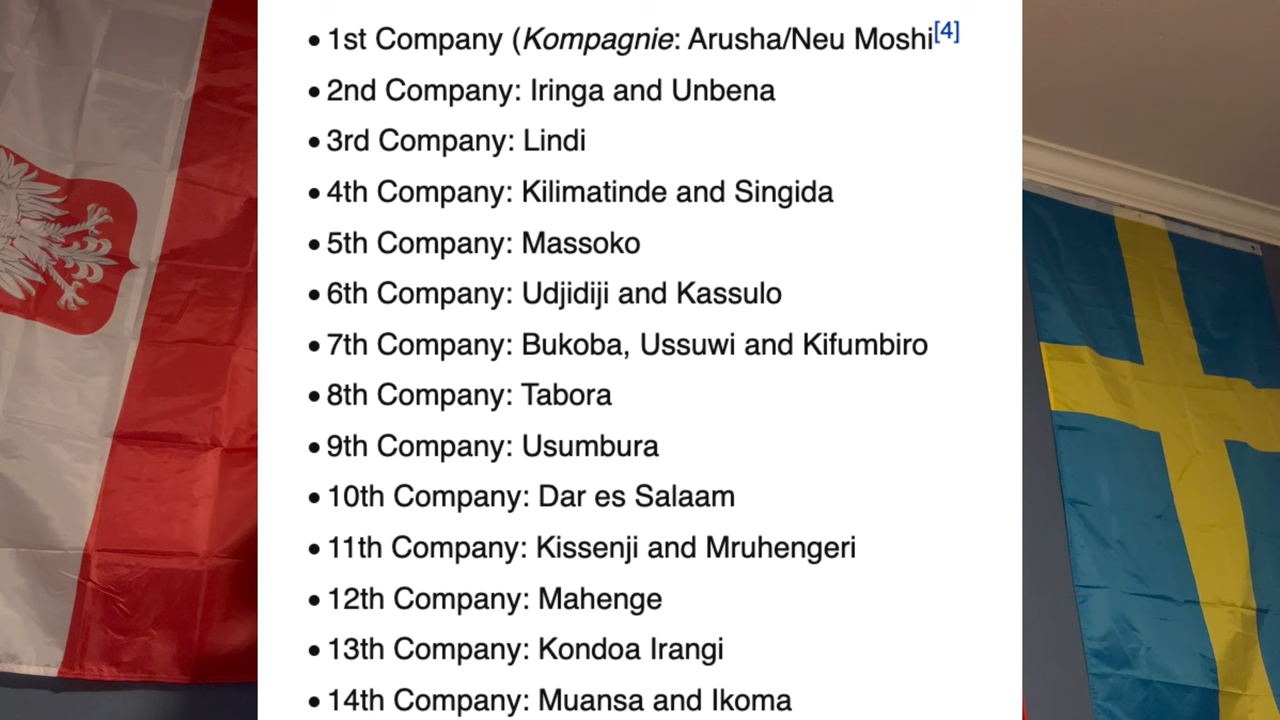 • 1st Company (Kompagnie: Arusha/Neu Moshi[4]
• 2nd Company: Iringa and Unbena
• 3rd Company: Lindi
• 4th Company: Kilimatinde and Singida
• 5th Company: Massoko
• 6th Company: Udjidiji and Kassulo
• 7th Company: Bukoba, Ussuwi and Kifumbiro
• 8th Company: Tabora
• 9th Company: Usumbura
• 10th Company: Dar es Salaam
• 11th Company: Kissenji and Mruhengeri
• 12th Company: Mahenge
• 13th Company: Kondoa Irangi
• 14th Company: Muansa and Ikoma